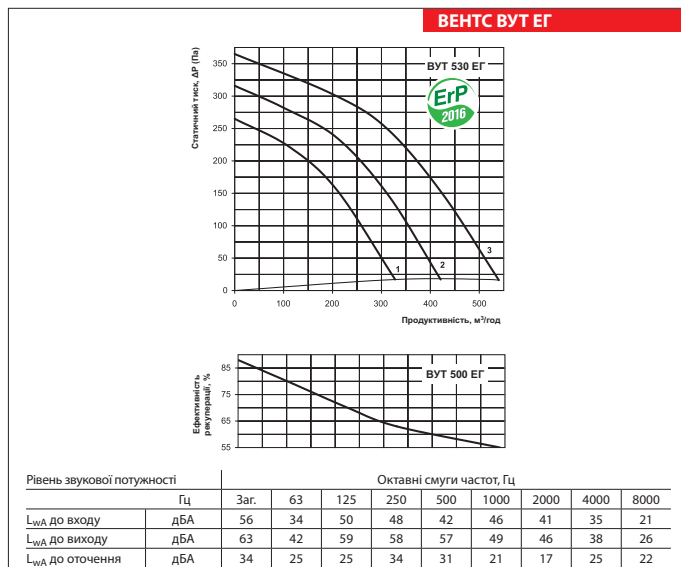 ВЕНТС ВУТ ЕГ
ВУТ 530 ЕГ
ErP
2016
Статичний тиск, ΔP (Па)
350
300
250
200
150
100
50
0
1
2
3
0 100 200 300 400 500
Продуктивність, м³/год
ВУТ 500 ЕГ
Ефективність
рекуперації, %
85
75
65
55
Рівень звукової потужності Октавні смуги частот, Гц
Гц Заг. 63 125 250 500 1000 2000 4000 8000
LwA до входу дБА 56 34 50 48 42 46 41 35 21
LwA до виходу дБА 63 42 59 58 57 49 46 38 26
LwA до оточення дБА 34 25 25 34 31 21 17 25 22